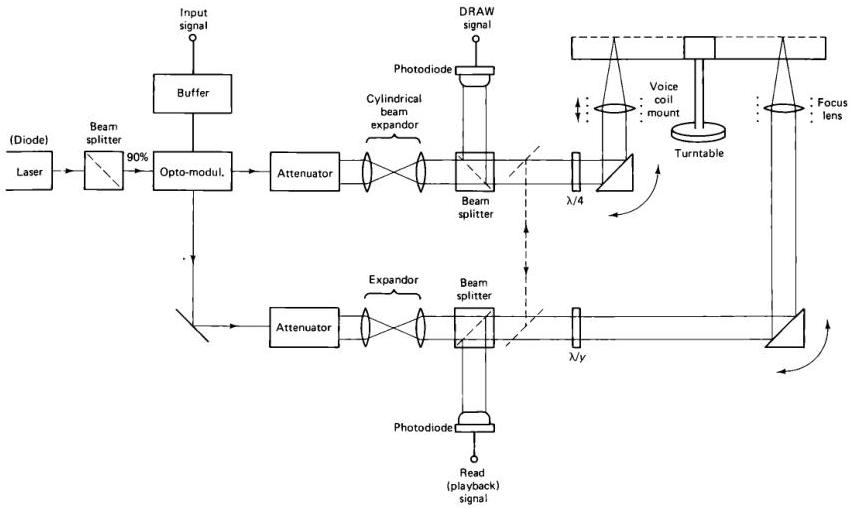 Input
signal
DRAW
signal
Photodiode
Buffer
Cylindrical
beam
expandor
Voice
coil
mount
Focus
lens
(Diode)
Beam
splitter
90%
Laser
Opto-modul.
Attenuator
Turntable
Beam
splitter
λ/4
Expandor
Beam
splitter
Attenuator
λ/y
Photodiode
Read
(playback)
signal